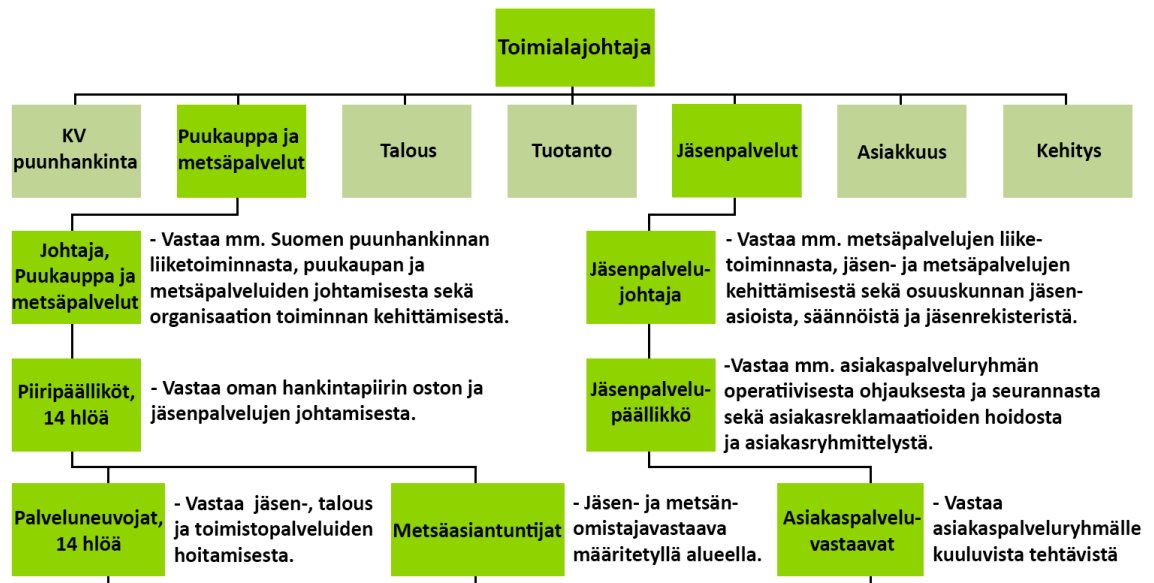 Toimialajohtaja
KV
puunhankinta
Puukauppa ja
metsäpalvelut
Talous
Tuotanto
Jäsenpalvelut
Asiakkuus
Kehitys
Johtaja,
Puukauppa ja
metsäpalvelut
- Vastaa mm. Suomen puunhankinnan
liiketoiminnasta, puukaupan ja
metsäpalveluiden johtamisesta sekä
organisaation toiminnan kehittämisestä.
Jäsenpalvelu-
johtaja
- Vastaa mm. metsäpalvelujen liike-
toiminnasta, jäsen- ja metsäpalvelujen
kehittämisestä sekä osuuskunnan jäsen-
asioista, säännöistä ja jäsenrekisteristä.
Piiripäälliköt,
14 hlöä
- Vastaa oman hankintapiirin oston ja
jäsenpalvelujen johtamisesta.
Jäsenpalvelu-
päällikkö
-Vastaa mm. asiakaspalveluryhmän
operatiivisesta ohjauksesta ja seurannasta
sekä asiakasreklamaatioiden hoidosta
ja asiakasryhmittelystä.
Palveluneuvojat,
14 hlöä
- Vastaa jäsen-, talous
ja toimistopalveluiden
hoitamisesta.
Metsäasiantuntijat
- Jäsen- ja metsän-
omistajavastaava
määritetyllä alueella.
Asiakaspalvelu-
vastaavat
- Vastaa
asiakaspalveluryhmälle
kuuluvista tehtävistä